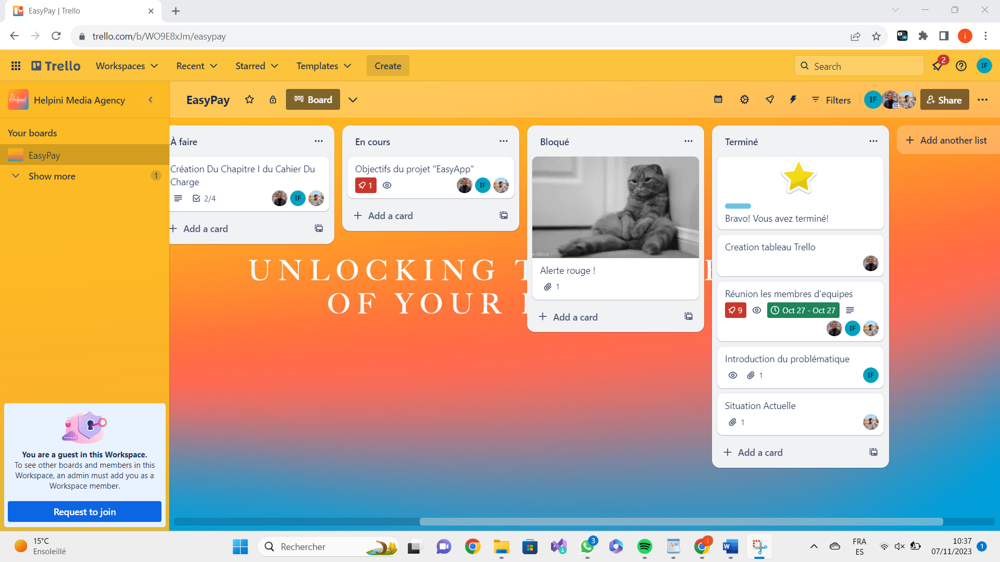 EasyPay | Trello
trello.com/b/WO9E8xJm/easypay
i
Trello
Workspaces
Recent
Starred
Templates
Create
Search
2
IF
Helpini
Helpini Media Agency
EasyPay
Board
Filters
IF
Share
Your boards
EasyPay
Show more
1
À faire
Création Du Chapitre I du Cahier Du
Charge
2/4
IF
Add a card
En cours
Objectifs du projet "EasyApp"
1
IF
Add a card
Bloqué
n-istica
Alerte rouge !
1
Add a card
Terminé
Bravo! Vous avez terminé!
Creation tableau Trello
Réunion les membres d'equipes
9
Oct 27 - Oct 27
IF
Introduction du problématique
1
IF
Situation Actuelle
1
Add a card
Add another list
UNLOCKING
OF YOUR
You are a guest in this Workspace.
To see other boards and members in this
Workspace, an admin must add you as a
Workspace member.
Request to join
15°C
Ensoleillé
Rechercher
3
i
FRA
ES
10:37
07/11/2023
1